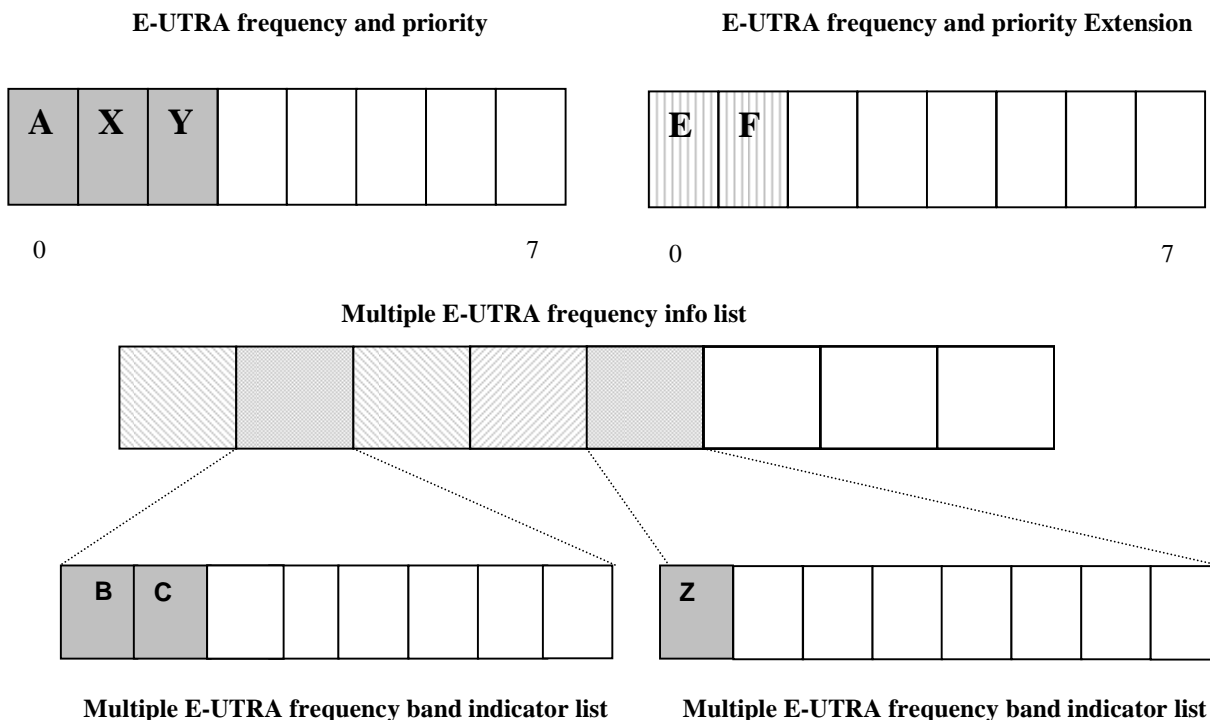 E-UTRA frequency and priority
E-UTRA frequency and priority Extension
A X Y
E F
0 7
0 7
Multiple E-UTRA frequency info list
B C
Z
Multiple E-UTRA frequency band indicator list
Multiple E-UTRA frequency band indicator list